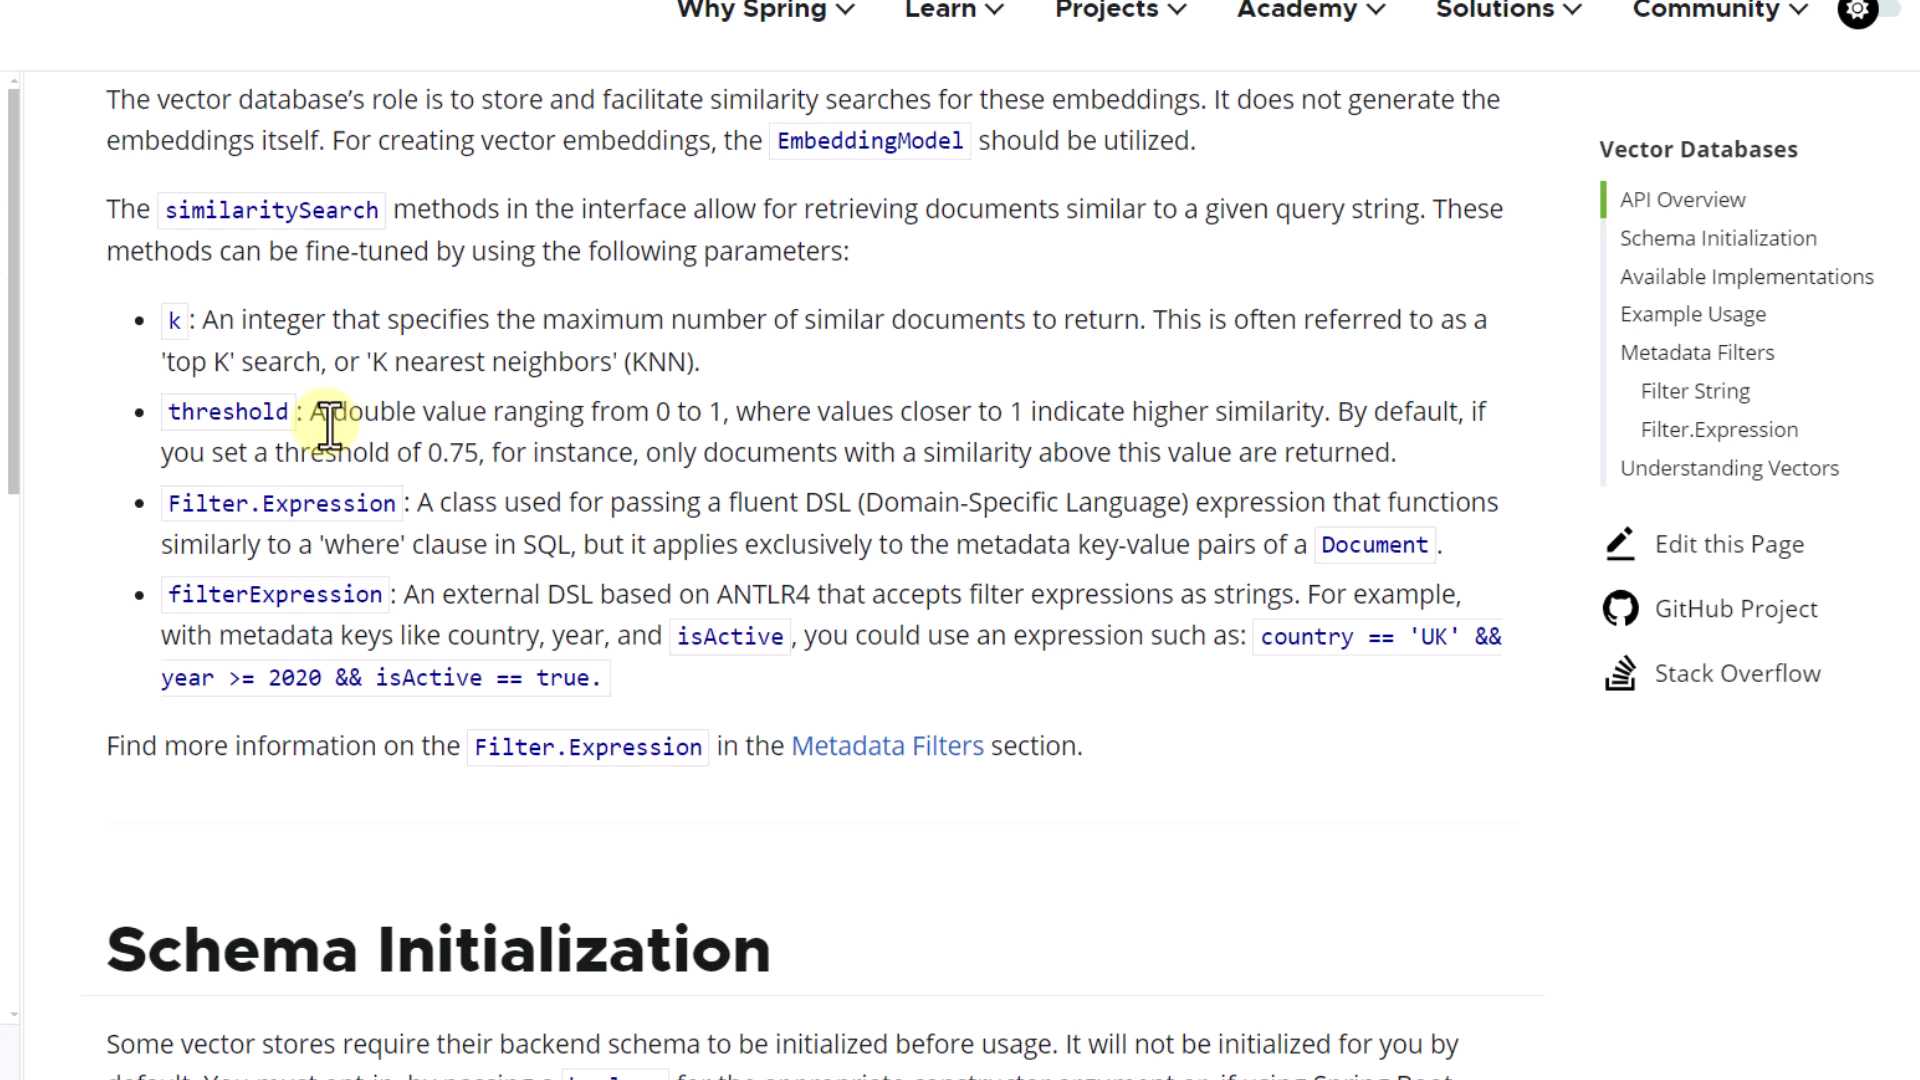 Why Spring Learn Projects Academy Solutions Community
The vector database’s role is to store and facilitate similarity searches for these embeddings. It does not generate the
embeddings itself. For creating vector embeddings, the EmbeddingModel should be utilized.
The similaritySearch methods in the interface allow for retrieving documents similar to a given query string. These
methods can be fine-tuned by using the following parameters:
• k: An integer that specifies the maximum number of similar documents to return. This is often referred to as a
'top K' search, or 'K nearest neighbors' (KNN).
• threshold: A double value ranging from 0 to 1, where values closer to 1 indicate higher similarity. By default, if
you set a threshold of 0.75, for instance, only documents with a similarity above this value are returned.
• Filter.Expression: A class used for passing a fluent DSL (Domain-Specific Language) expression that functions
similarly to a 'where' clause in SQL, but it applies exclusively to the metadata key-value pairs of a Document.
• filterExpression: An external DSL based on ANTLR4 that accepts filter expressions as strings. For example,
with metadata keys like country, year, and isActive, you could use an expression such as: country == 'UK' &&
year >= 2020 && isActive == true.
Find more information on the Filter.Expression in the Metadata Filters section.
Schema Initialization
Some vector stores require their backend schema to be initialized before usage. It will not be initialized for you by
Vector Databases
API Overview
Schema Initialization
Available Implementations
Example Usage
Metadata Filters
Filter String
Filter.Expression
Understanding Vectors
Edit this Page
GitHub Project
Stack Overflow